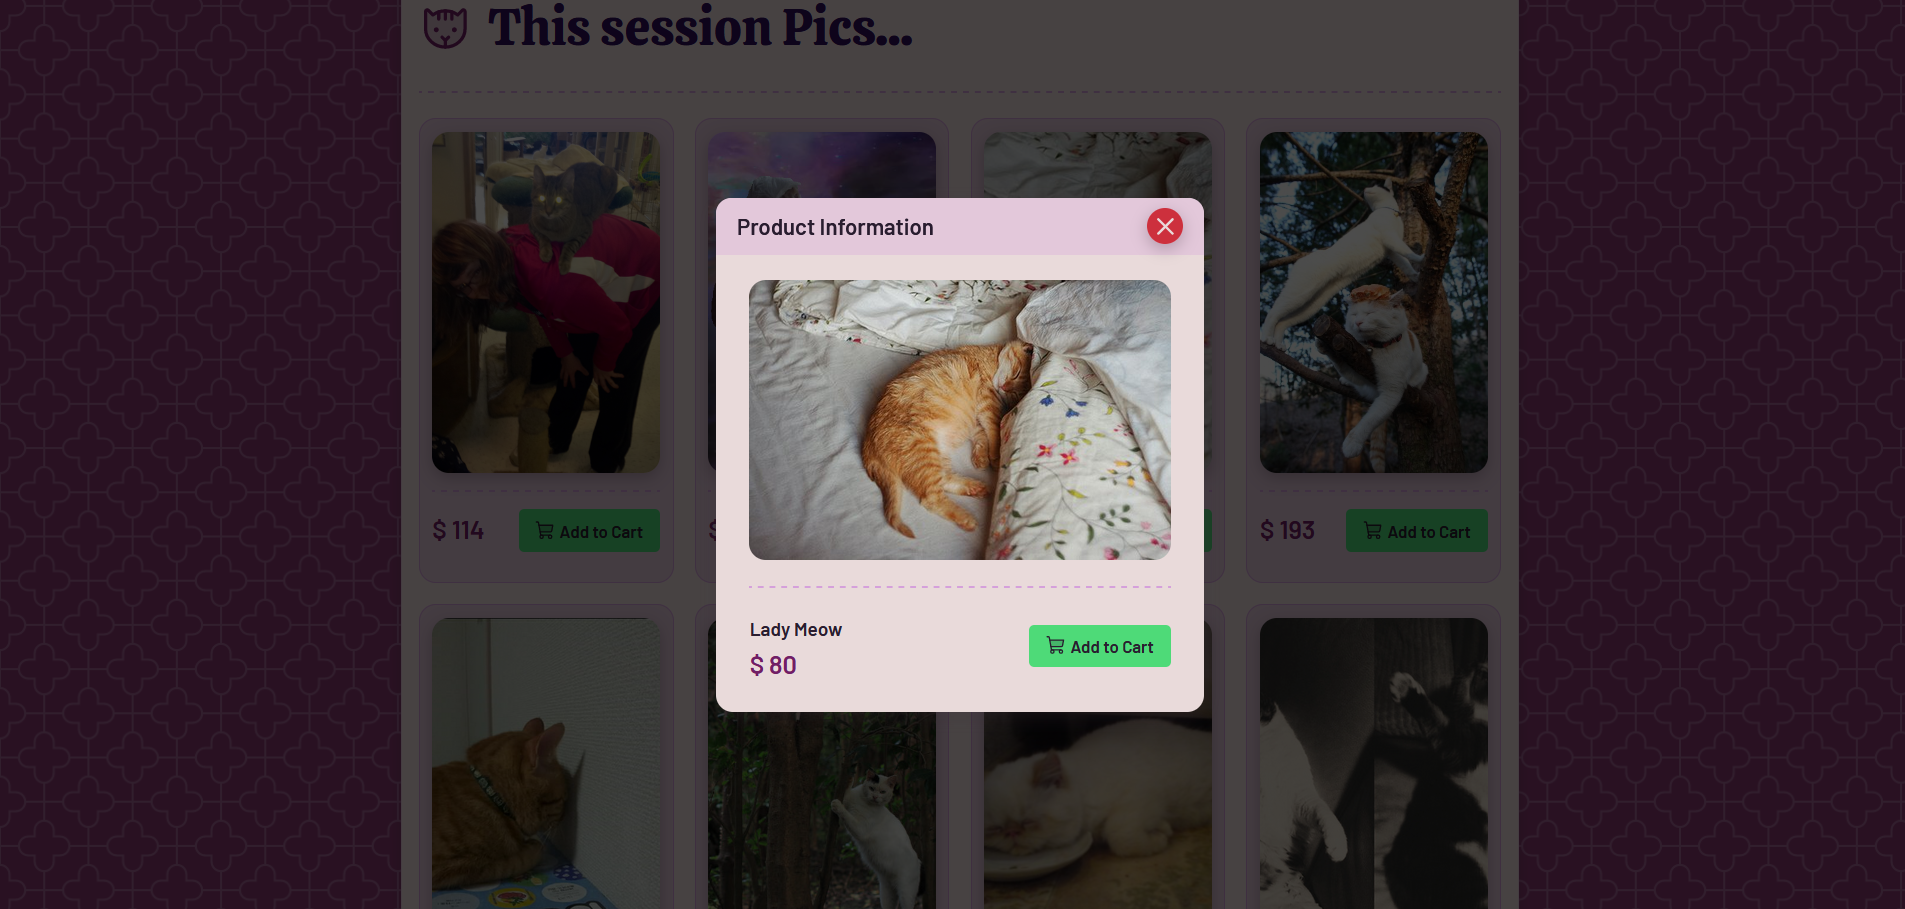 This session Pics...
Product Information
$ 114
Add to Cart
$
$ 193
Add to Cart
Lady Meow
$ 80
Add to Cart